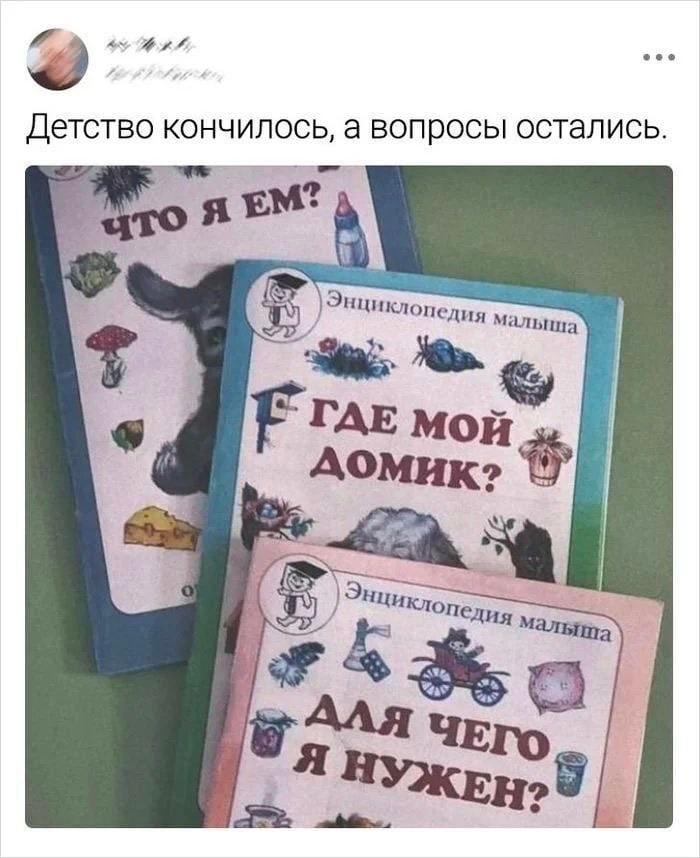 Детство кончилось, а вопросы остались.
ЧТО Я ЕМ?
Энциклопедия малыша
ГДЕ МОЙ
ДОМИК?
Энциклопедия малыша
ДЛЯ ЧЕГО
Я НУЖЕН?